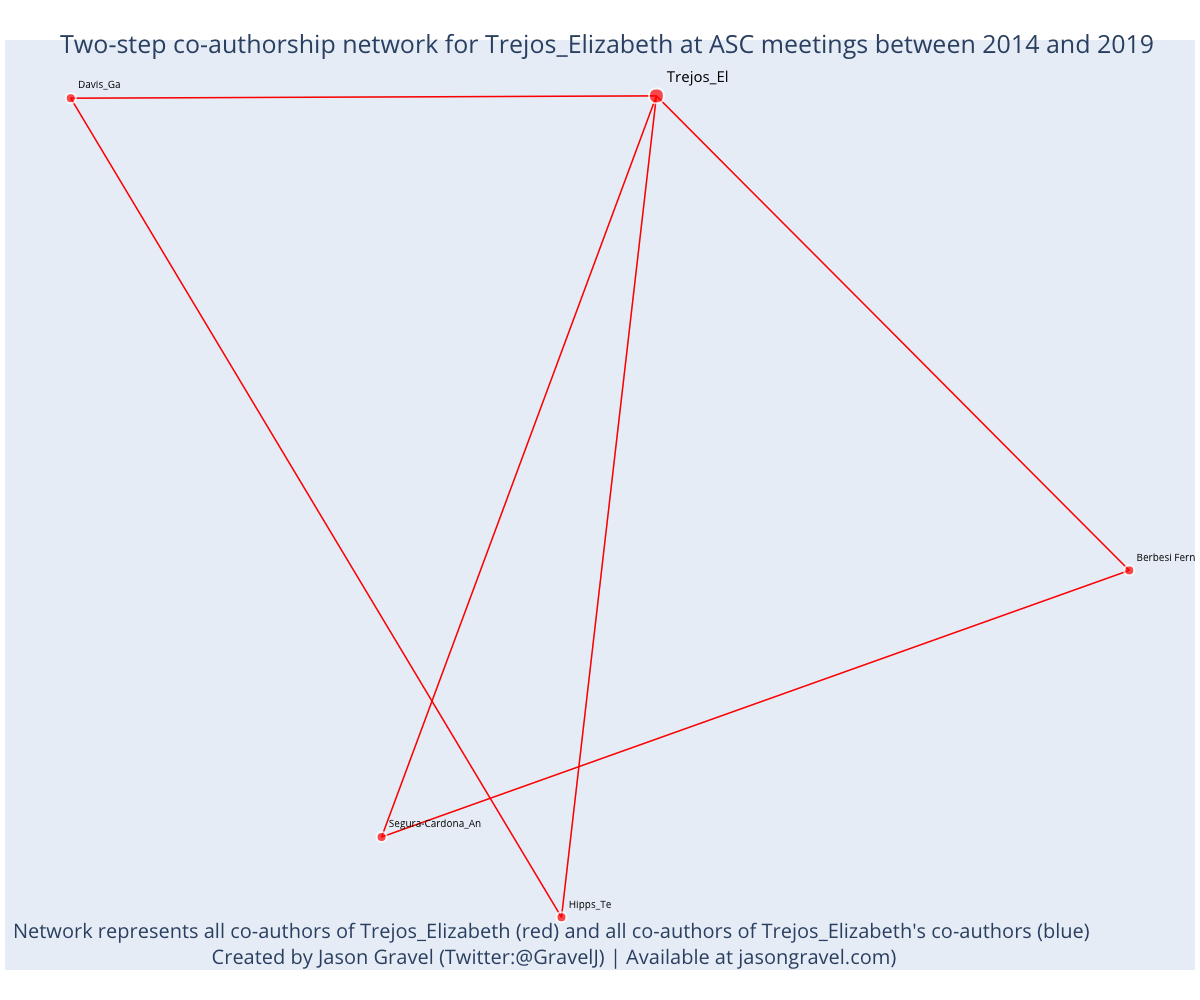 Two-step co-authorship network for Trejos_Elizabeth at ASC meetings between 2014 and 2019
Davis_Ga
Trejos_El
Berbesi Fern
Segura-Cardona_An
Hipps_Te
Network represents all co-authors of Trejos_Elizabeth (red) and all co-authors of Trejos_Elizabeth's co-authors (blue)
Created by Jason Gravel (Twitter:@GravelJ) | Available at jasongravel.com)